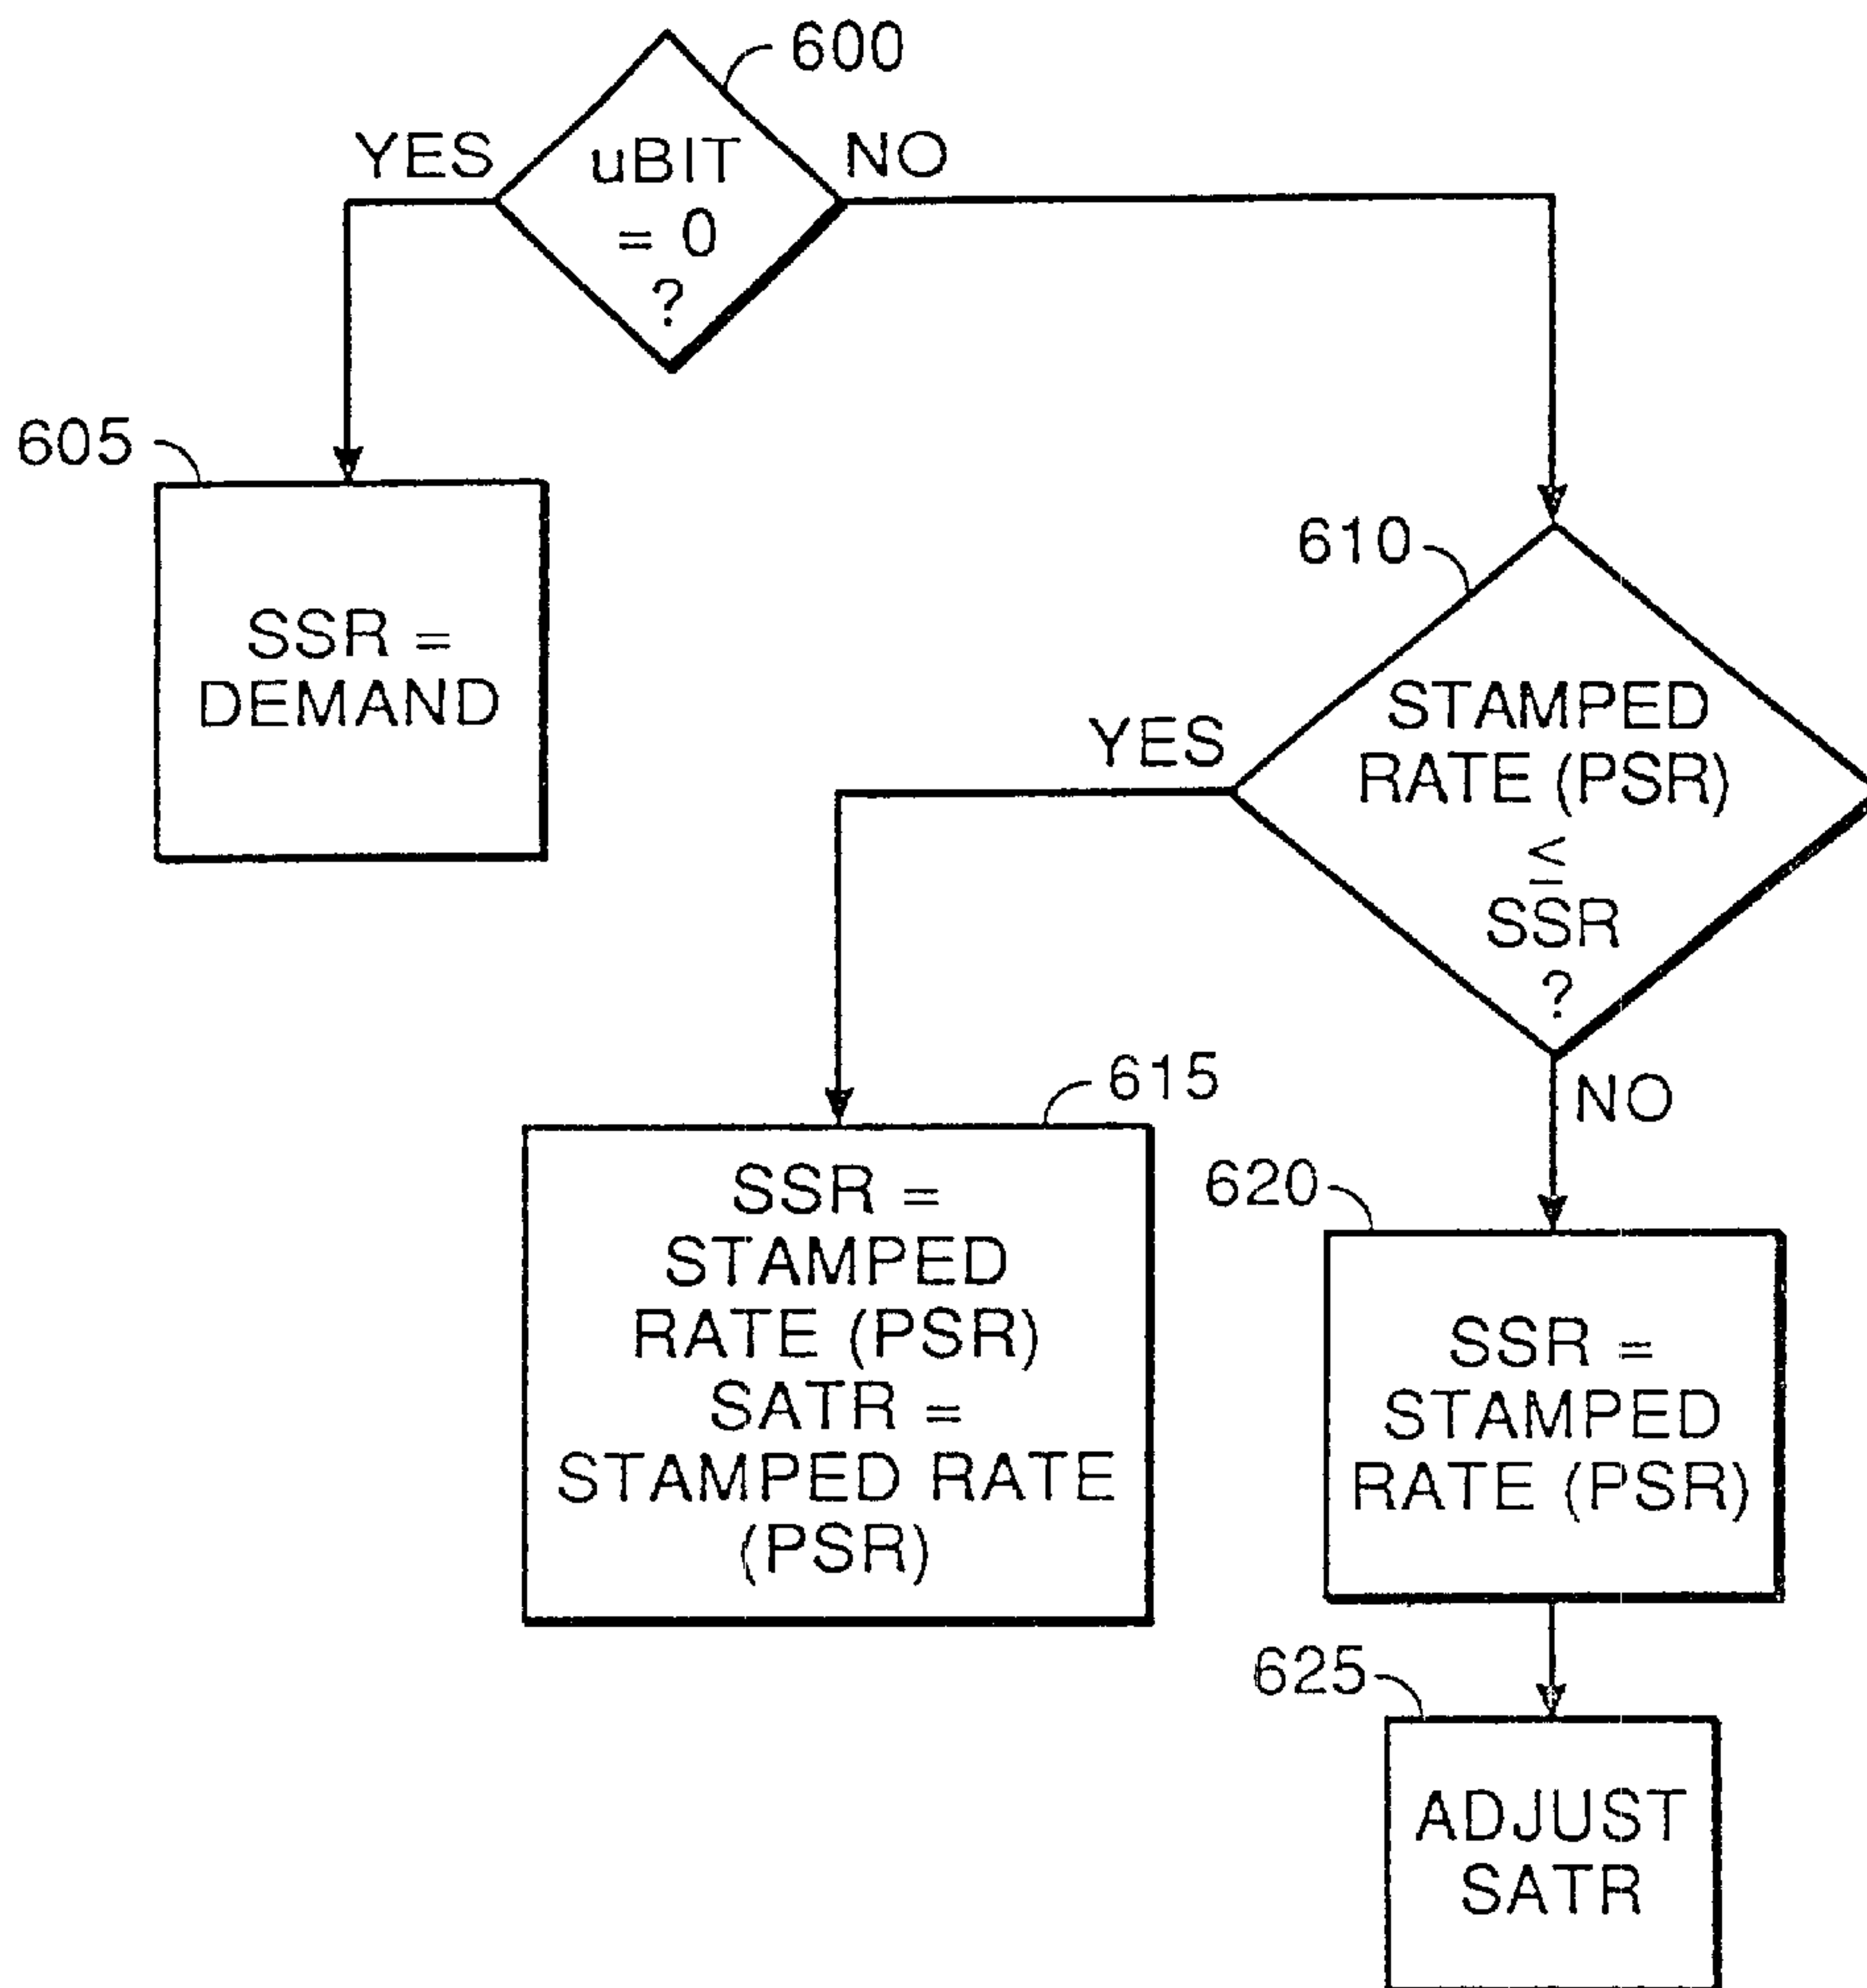 600
YES
uBIT
= 0
?
NO
605
SSR =
DEMAND
610
YES
STAMPED
RATE (PSR)
≤
SSR
?
NO
615
SSR =
STAMPED
RATE (PSR)
SATR =
STAMPED RATE
(PSR)
620
SSR =
STAMPED
RATE (PSR)
625
ADJUST
SATR